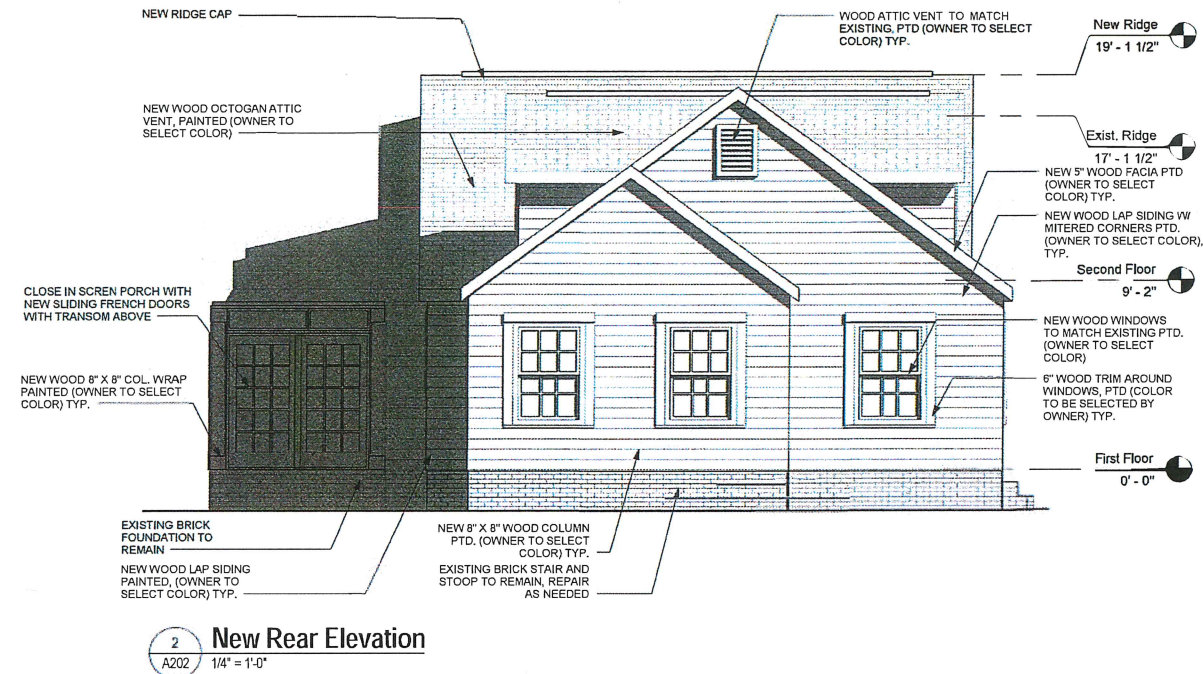 NEW RIDGE CAP
WOOD ATTIC VENT TO MATCH
EXISTING, PTD (OWNER TO SELECT
COLOR) TYP.
New Ridge
19' - 1 1/2"
NEW WOOD OCTOGAN ATTIC
VENT, PAINTED (OWNER TO
SELECT COLOR)
Exist. Ridge
17' - 1 1/2"
NEW 5" WOOD FACIA PTD
(OWNER TO SELECT
COLOR) TYP.
NEW WOOD LAP SIDING W/
MITERED CORNERS PTD.
(OWNER TO SELECT COLOR),
TYP.
Second Floor
9' - 2"
CLOSE IN SCREN PORCH WITH
NEW SLIDING FRENCH DOORS
WITH TRANSOM ABOVE
NEW WOOD WINDOWS
TO MATCH EXISTING PTD.
(OWNER TO SELECT
COLOR)
NEW WOOD 8" X 8" COL. WRAP
PAINTED (OWNER TO SELECT
COLOR) TYP.
6" WOOD TRIM AROUND
WINDOWS, PTD (COLOR
TO BE SELECTED BY
OWNER) TYP.
First Floor
0' - 0"
EXISTING BRICK
FOUNDATION TO
REMAIN
NEW WOOD LAP SIDING
PAINTED, (OWNER TO
SELECT COLOR) TYP.
NEW 8" X 8" WOOD COLUMN
PTD. (OWNER TO SELECT
COLOR) TYP.
EXISTING BRICK STAIR AND
STOOP TO REMAIN, REPAIR
AS NEEDED
2
A202
New Rear Elevation
1/4" = 1'-0"